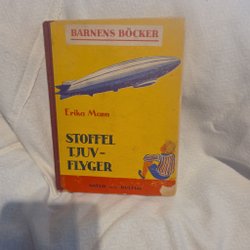 BARNENS BÖCKER
Erika Mann
STOFFEL
TJUV-
FLYGER